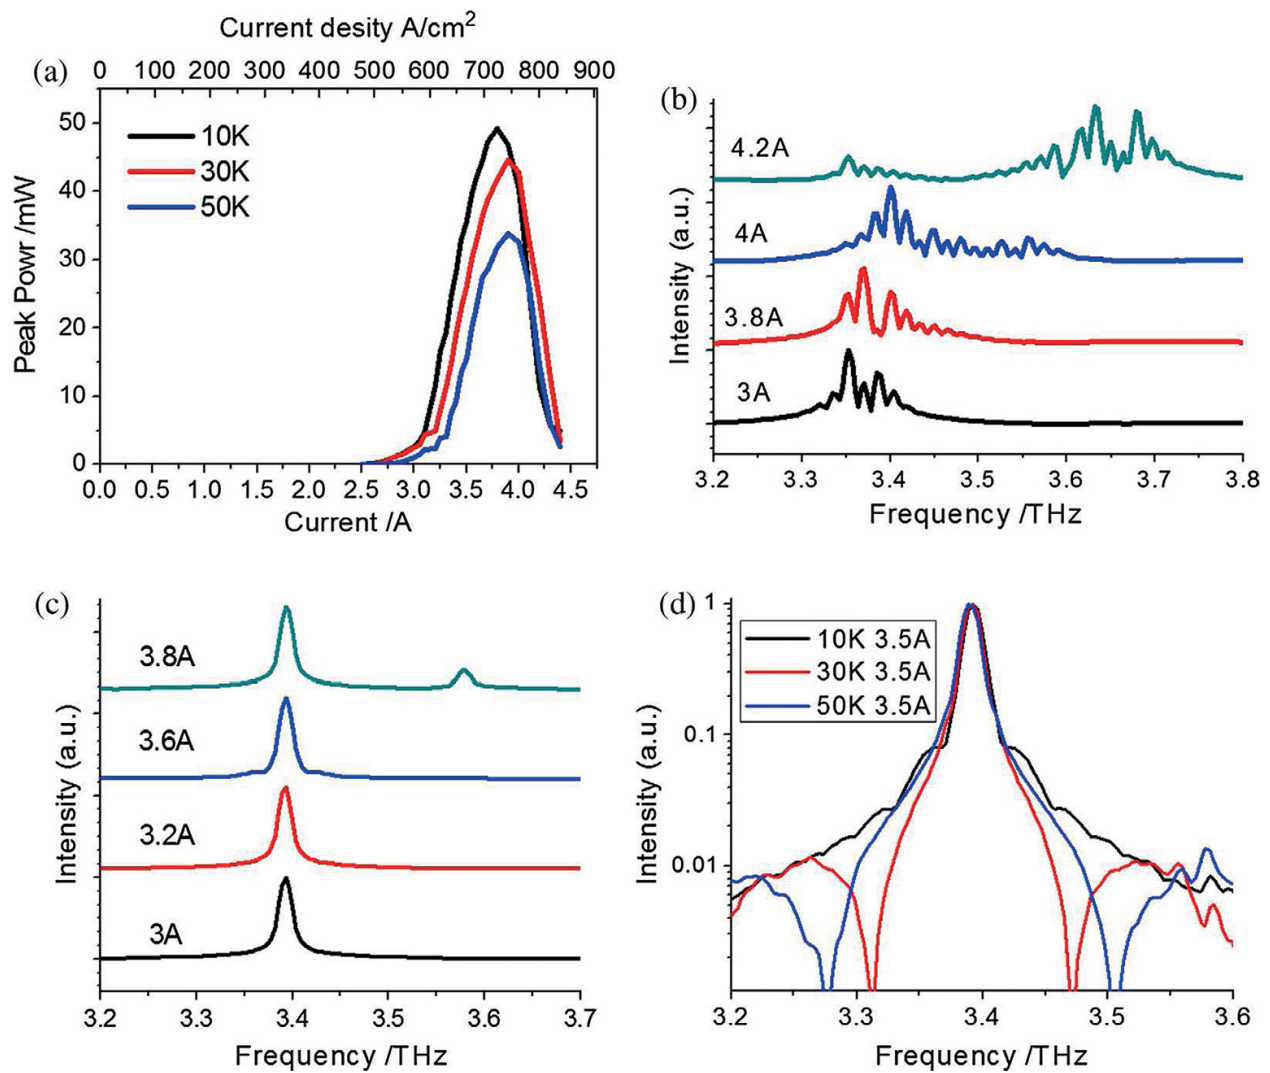 Current desity A/cm²
(a)
0 100 200 300 400 500 600 700 800 900
10K
30K
50K
50
40
30
20
10
0
Peak Powr /mW
0.0 0.5 1.0 1.5 2.0 2.5 3.0 3.5 4.0 4.5
Current /A
(b)
4.2A
4A
3.8A
3A
Intensity (a.u.)
3.2 3.3 3.4 3.5 3.6 3.7 3.8
Frequency /THz
(c)
3.8A
3.6A
3.2A
3A
Intensity (a.u.)
3.2 3.3 3.4 3.5 3.6 3.7
Frequency /THz
(d)
1
0.1
0.01
10K 3.5A
30K 3.5A
50K 3.5A
Intensity (a.u.)
3.2 3.3 3.4 3.5 3.6
Frequency /THz